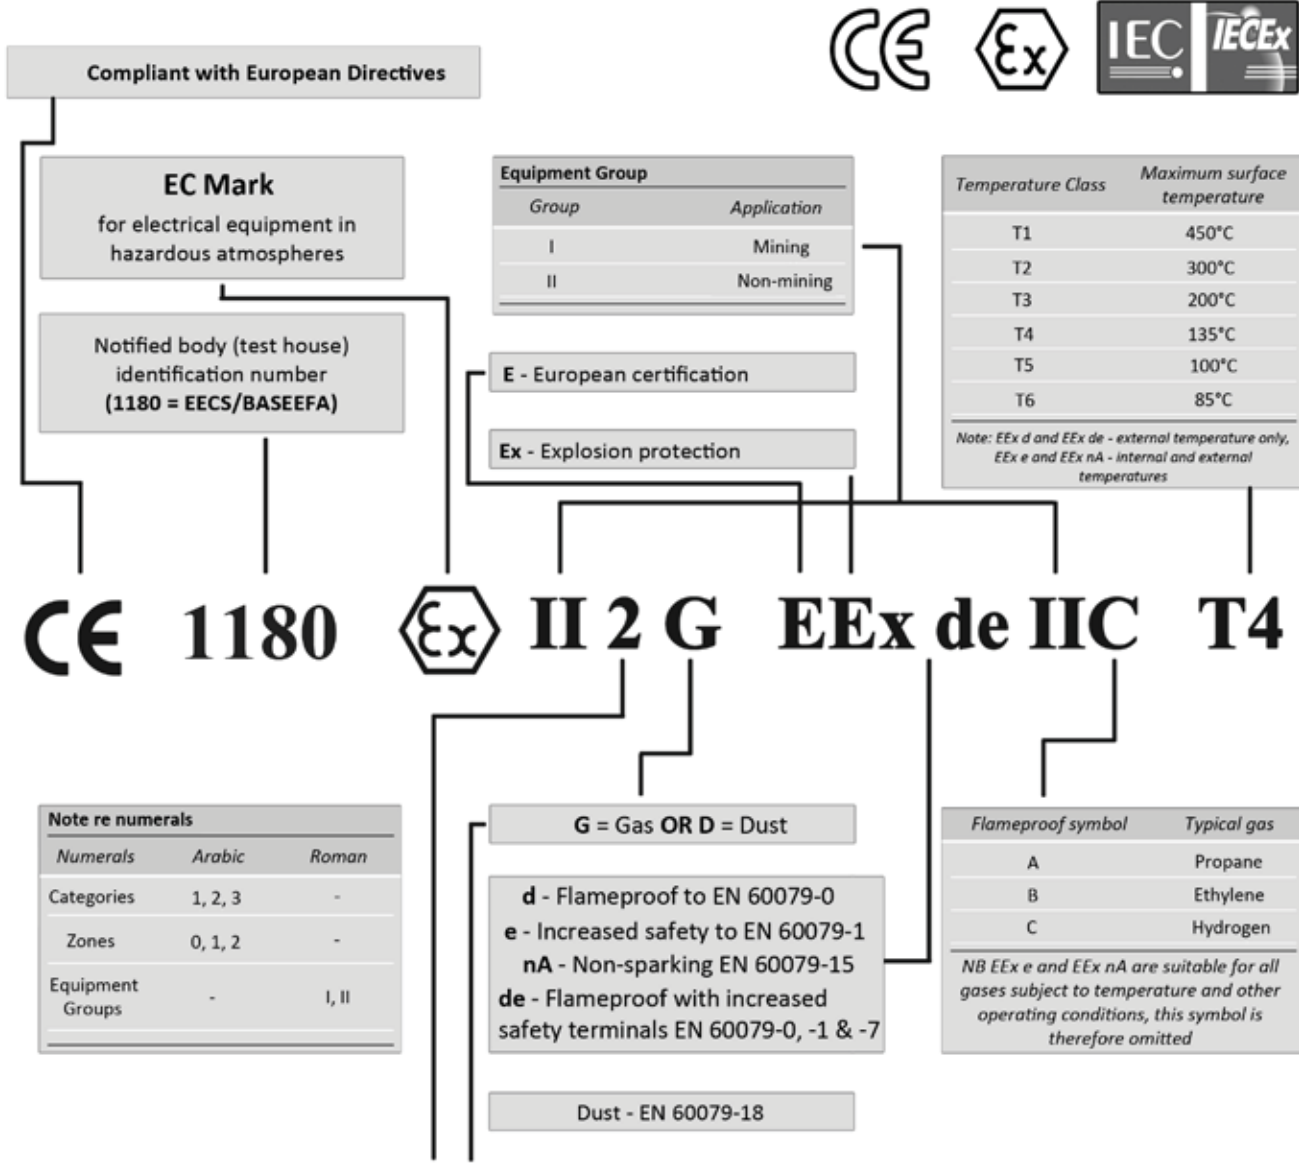 CE
Ex
IEC
IECEx
Compliant with European Directives
EC Mark
for electrical equipment in
hazardous atmospheres
Notified body (test house)
identification number
(1180 = EECS/BASEEFA)
Equipment Group
Group Application
I Mining
II Non-mining
E - European certification
Ex - Explosion protection
Temperature Class Maximum surface
temperature
T1 450°C
T2 300°C
T3 200°C
T4 135°C
T5 100°C
T6 85°C
Note: EEx d and EEx de - external temperature only,
EEx e and EEx nA - internal and external
temperatures
CE 1180 Ex II 2 G EEx de IIC T4
Note re numerals
Numerals Arabic Roman
Categories 1, 2, 3 -
Zones 0, 1, 2 -
Equipment
Groups - I, II
G = Gas OR D = Dust
d - Flameproof to EN 60079-0
e - Increased safety to EN 60079-1
nA - Non-sparking EN 60079-15
de - Flameproof with increased
safety terminals EN 60079-0, -1 & -7
Dust - EN 60079-18
Flameproof symbol Typical gas
A Propane
B Ethylene
C Hydrogen
NB EEx e and EEx nA are suitable for all
gases subject to temperature and other
operating conditions, this symbol is
therefore omitted